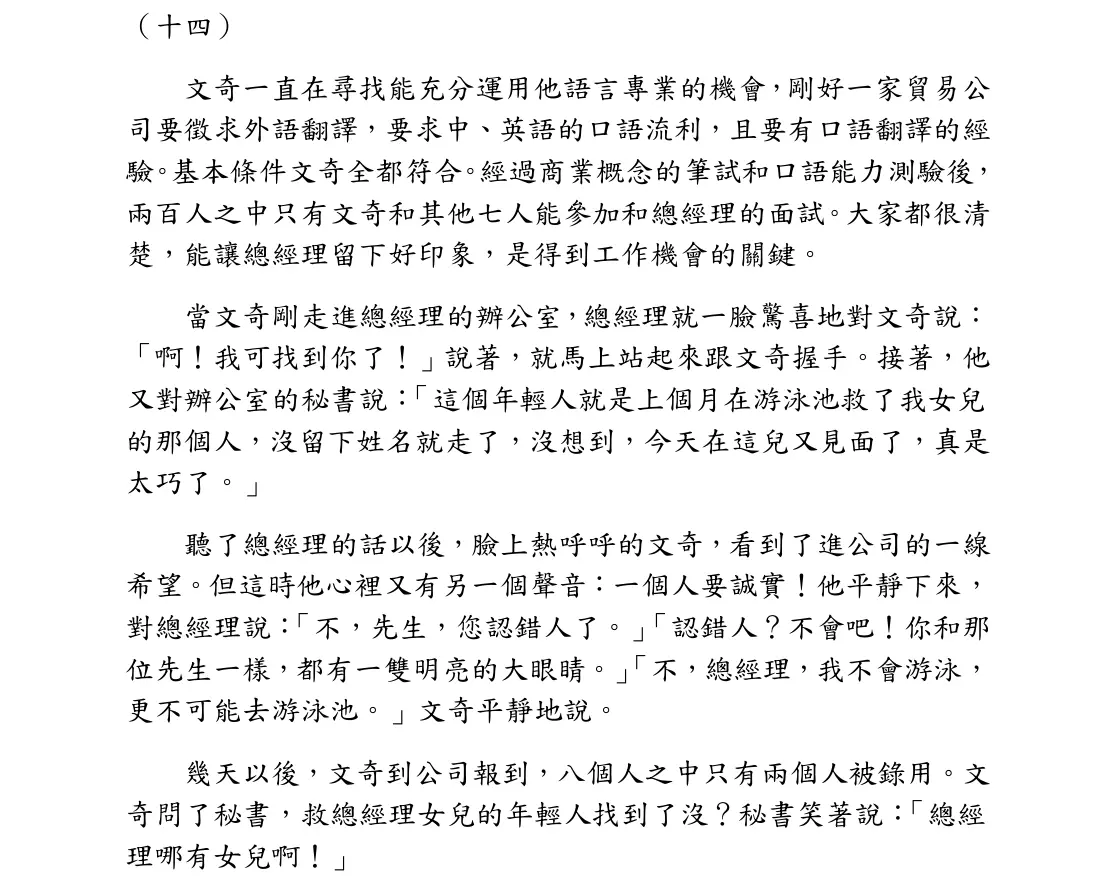 （十四）
文奇一直在尋找能充分運用他語言專業的機會，剛好一家貿易公
司要徵求外語翻譯，要求中、英語的口語流利，且要有口語翻譯的經
驗。基本條件文奇全都符合。經過商業概念的筆試和口語能力測驗後，
兩百人之中只有文奇和其他七人能參加和總經理的面試。大家都很清
楚，能讓總經理留下好印象，是得到工作機會的關鍵。
當文奇剛走進總經理的辦公室，總經理就一臉驚喜地對文奇說：
「啊！我可找到你了！」說著，就馬上站起來跟文奇握手。接著，他
又對辦公室的秘書說：「這個年輕人就是上個月在游泳池救了我女兒
的那個人，沒留下姓名就走了，沒想到，今天在這兒又見面了，真是
太巧了。」
聽了總經理的話以後，臉上熱呼呼的文奇，看到了進公司的一線
希望。但這時他心裡又有另一個聲音：一個人要誠實！他平靜下來，
對總經理說：「不，先生，您認錯人了。」「認錯人？不會吧！你和那
位先生一樣，都有一雙明亮的大眼睛。」「不，總經理，我不會游泳，
更不可能去游泳池。」文奇平靜地說。
幾天以後，文奇到公司報到，八個人之中只有兩個人被錄用。文
奇問了秘書，救總經理女兒的年輕人找到了沒？秘書笑著說：「總經
理哪有女兒啊！」